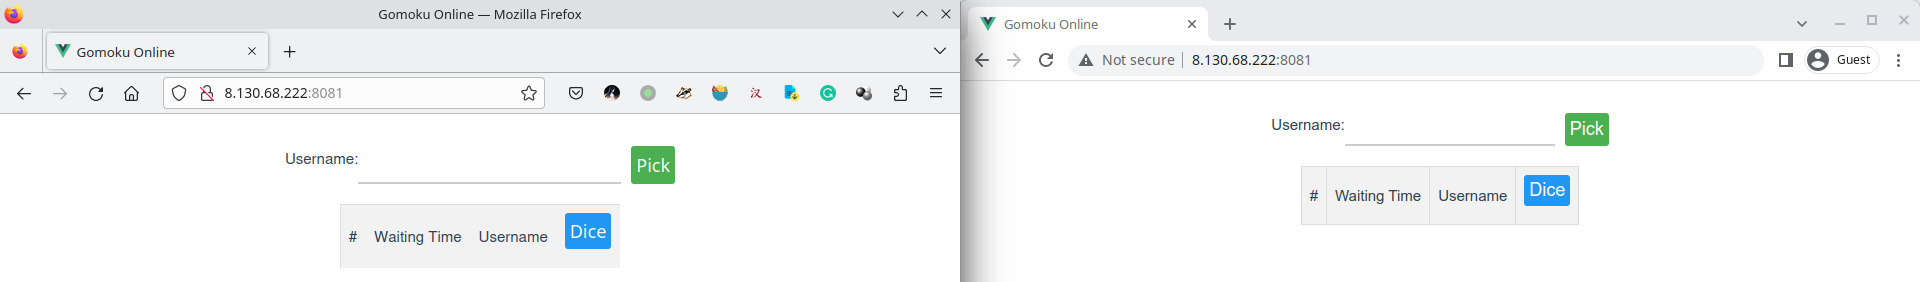 Gomoku Online — Mozilla Firefox
Gomoku Online
8.130.68.222:8081
汉
Username:
Pick
# Waiting Time Username Dice
Gomoku Online
Not secure 8.130.68.222:8081
Guest
Username:
Pick
# Waiting Time Username Dice